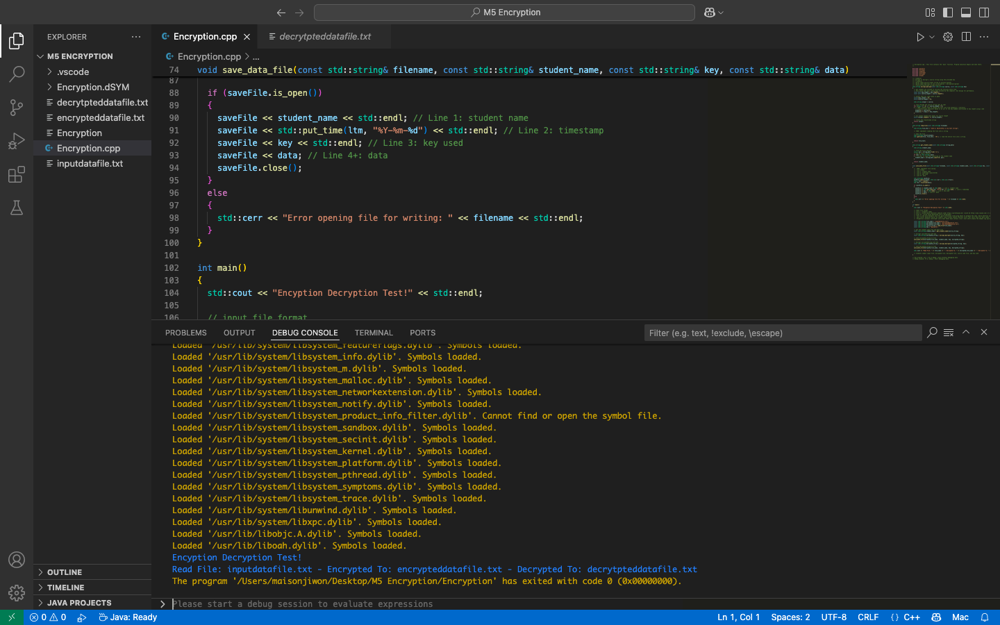 M5 Encryption
EXPLORER
M5 ENCRYPTION
.vscode
Encryption.dSYM
decrytpteddatafile.txt
encrypteddatafile.txt
Encryption
Encryption.cpp
inputdatafile.txt
OUTLINE
TIMELINE
JAVA PROJECTS
Encryption.cpp
decrytpteddatafile.txt
Encryption.cpp > ...
74 void save_data_file(const std::string& filename, const std::string& student_name, const std::string& key, const std::string& data)
87
88 if (saveFile.is_open())
89 {
90 saveFile << student_name << std::endl; // Line 1: student name
91 saveFile << std::put_time(ltm, "%Y-%m-%d") << std::endl; // Line 2: timestamp
92 saveFile << key << std::endl; // Line 3: key used
93 saveFile << data; // Line 4+: data
94 saveFile.close();
95 }
96 else
97 {
98 std::cerr << "Error opening file for writing: " << filename << std::endl;
99 }
100 }
101
102 int main()
103 {
104 std::cout << "Encyption Decryption Test!" << std::endl;
105
106 // input file format
PROBLEMS OUTPUT DEBUG CONSOLE TERMINAL PORTS
Filter (e.g. text, !exclude, \escape)
Loaded '/usr/lib/system/libsystem_featureflags.dylib'. Symbols loaded.
Loaded '/usr/lib/system/libsystem_info.dylib'. Symbols loaded.
Loaded '/usr/lib/system/libsystem_m.dylib'. Symbols loaded.
Loaded '/usr/lib/system/libsystem_malloc.dylib'. Symbols loaded.
Loaded '/usr/lib/system/libsystem_networkextension.dylib'. Symbols loaded.
Loaded '/usr/lib/system/libsystem_notify.dylib'. Symbols loaded.
Loaded '/usr/lib/system/libsystem_product_info_filter.dylib'. Cannot find or open the symbol file.
Loaded '/usr/lib/system/libsystem_sandbox.dylib'. Symbols loaded.
Loaded '/usr/lib/system/libsystem_secinit.dylib'. Symbols loaded.
Loaded '/usr/lib/system/libsystem_kernel.dylib'. Symbols loaded.
Loaded '/usr/lib/system/libsystem_platform.dylib'. Symbols loaded.
Loaded '/usr/lib/system/libsystem_pthread.dylib'. Symbols loaded.
Loaded '/usr/lib/system/libsystem_symptoms.dylib'. Symbols loaded.
Loaded '/usr/lib/system/libsystem_trace.dylib'. Symbols loaded.
Loaded '/usr/lib/system/libunwind.dylib'. Symbols loaded.
Loaded '/usr/lib/system/libxpc.dylib'. Symbols loaded.
Loaded '/usr/lib/libobjc.A.dylib'. Symbols loaded.
Loaded '/usr/lib/liboah.dylib'. Symbols loaded.
Encyption Decryption Test!
Read File: inputdatafile.txt - Encrypted To: encrypteddatafile.txt - Decrypted To: decrytpteddatafile.txt
The program '/Users/maisonjiwon/Desktop/M5 Encryption/Encryption' has exited with code 0 (0x00000000).
Please start a debug session to evaluate expressions
0 0 Java: Ready Ln 1, Col 1 Spaces: 2 UTF-8 CRLF {} C++ Mac